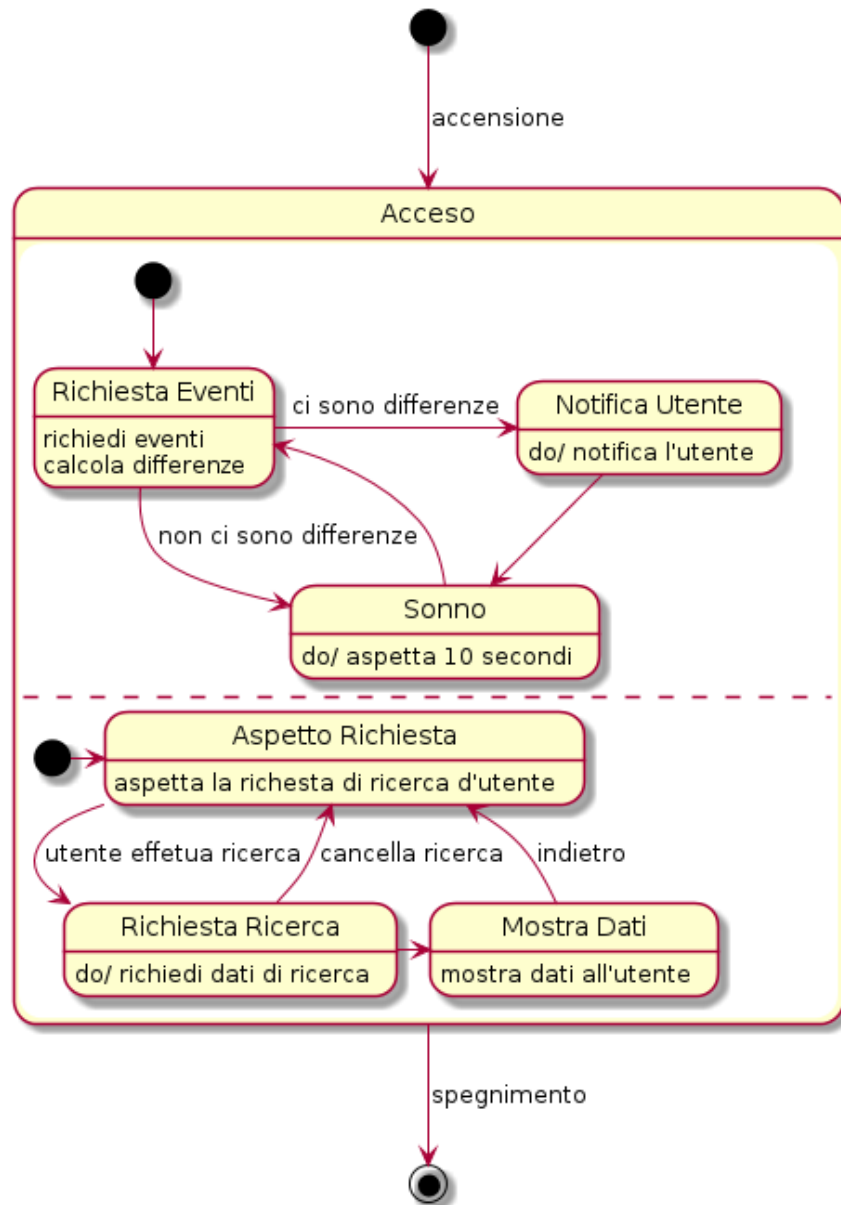 accensione
Acceso
Richiesta Eventi
richiedi eventi
calcola differenze
ci sono differenze
Notifica Utente
do/ notifica l'utente
non ci sono differenze
Sonno
do/ aspetta 10 secondi
Aspetto Richiesta
aspetta la richesta di ricerca d'utente
utente effetua ricerca
cancella ricerca
indietro
Richiesta Ricerca
do/ richiedi dati di ricerca
Mostra Dati
mostra dati all'utente
spegnimento